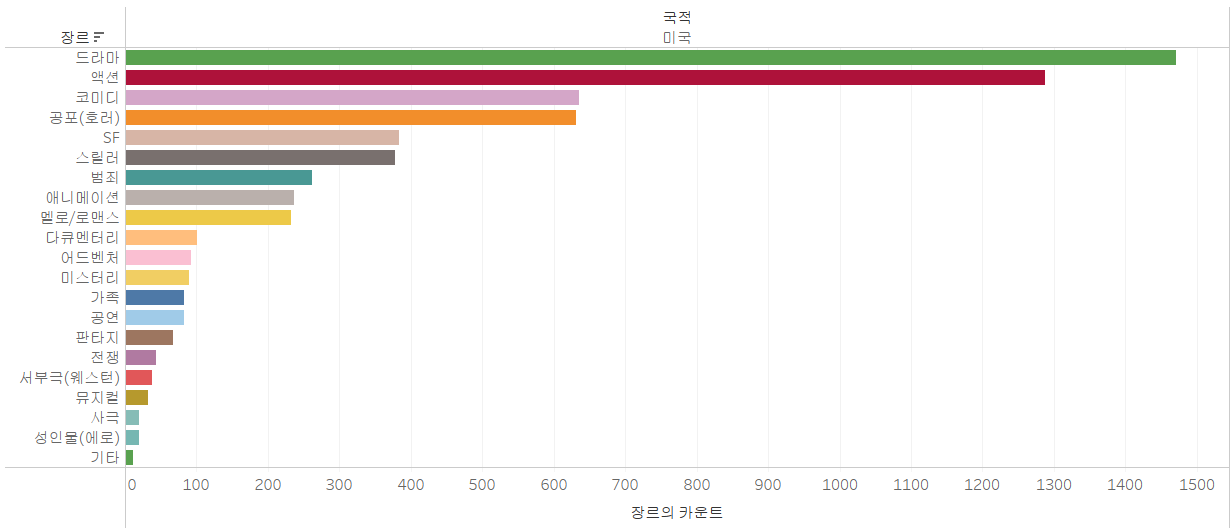 국적
장르
미국
드라마
액션
코미디
공포(호러)
SF
스릴러
범죄
애니메이션
멜로/로맨스
다큐멘터리
어드벤처
미스터리
가족
공연
판타지
전쟁
서부극(웨스턴)
뮤지컬
사극
성인물(에로)
기타
0 100 200 300 400 500 600 700 800 900 1000 1100 1200 1300 1400 1500
장르의 카운트